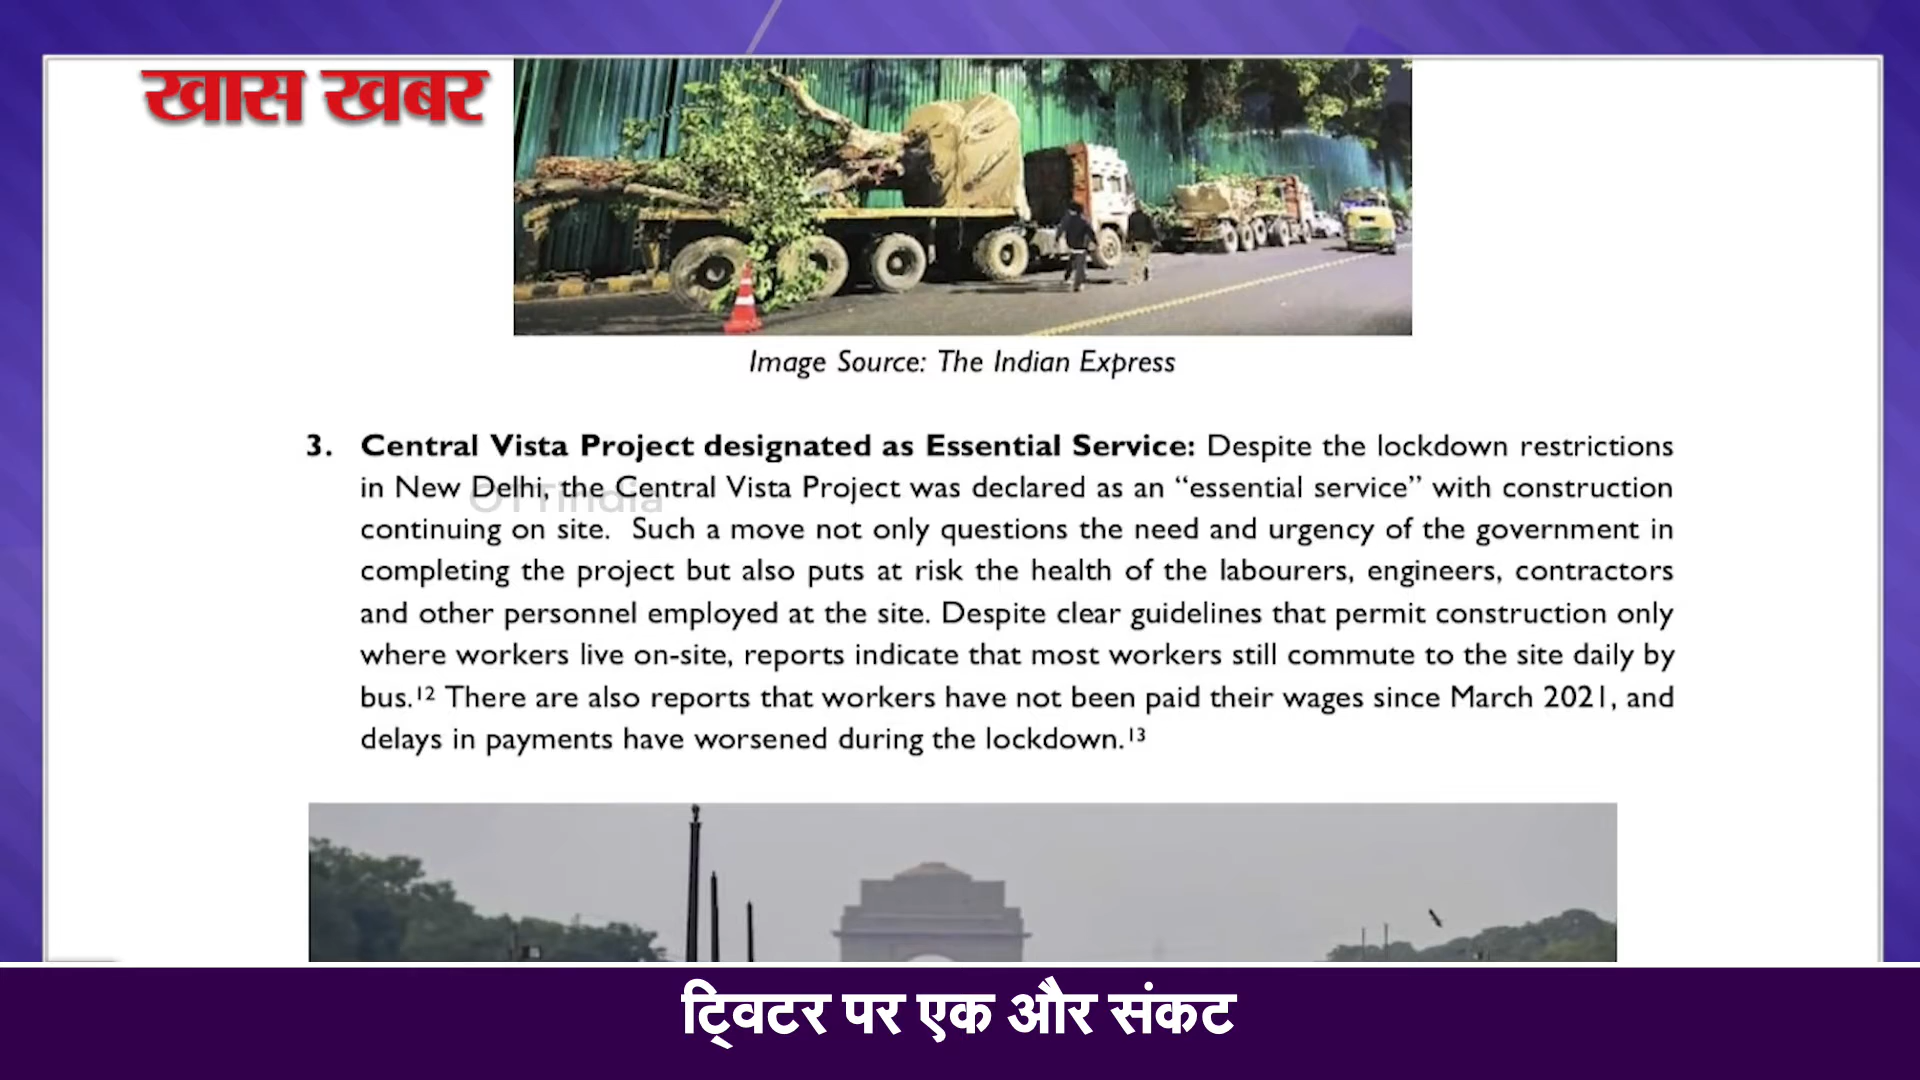 खास खबर
Image Source: The Indian Express
3. Central Vista Project designated as Essential Service: Despite the lockdown restrictions
in New Delhi, the Central Vista Project was declared as an “essential service” with construction
continuing on site. Such a move not only questions the need and urgency of the government in
completing the project but also puts at risk the health of the labourers, engineers, contractors
and other personnel employed at the site. Despite clear guidelines that permit construction only
where workers live on-site, reports indicate that most workers still commute to the site daily by
bus.12 There are also reports that workers have not been paid their wages since March 2021, and
delays in payments have worsened during the lockdown.13
OTTindia
ट्विटर पर एक और संकट